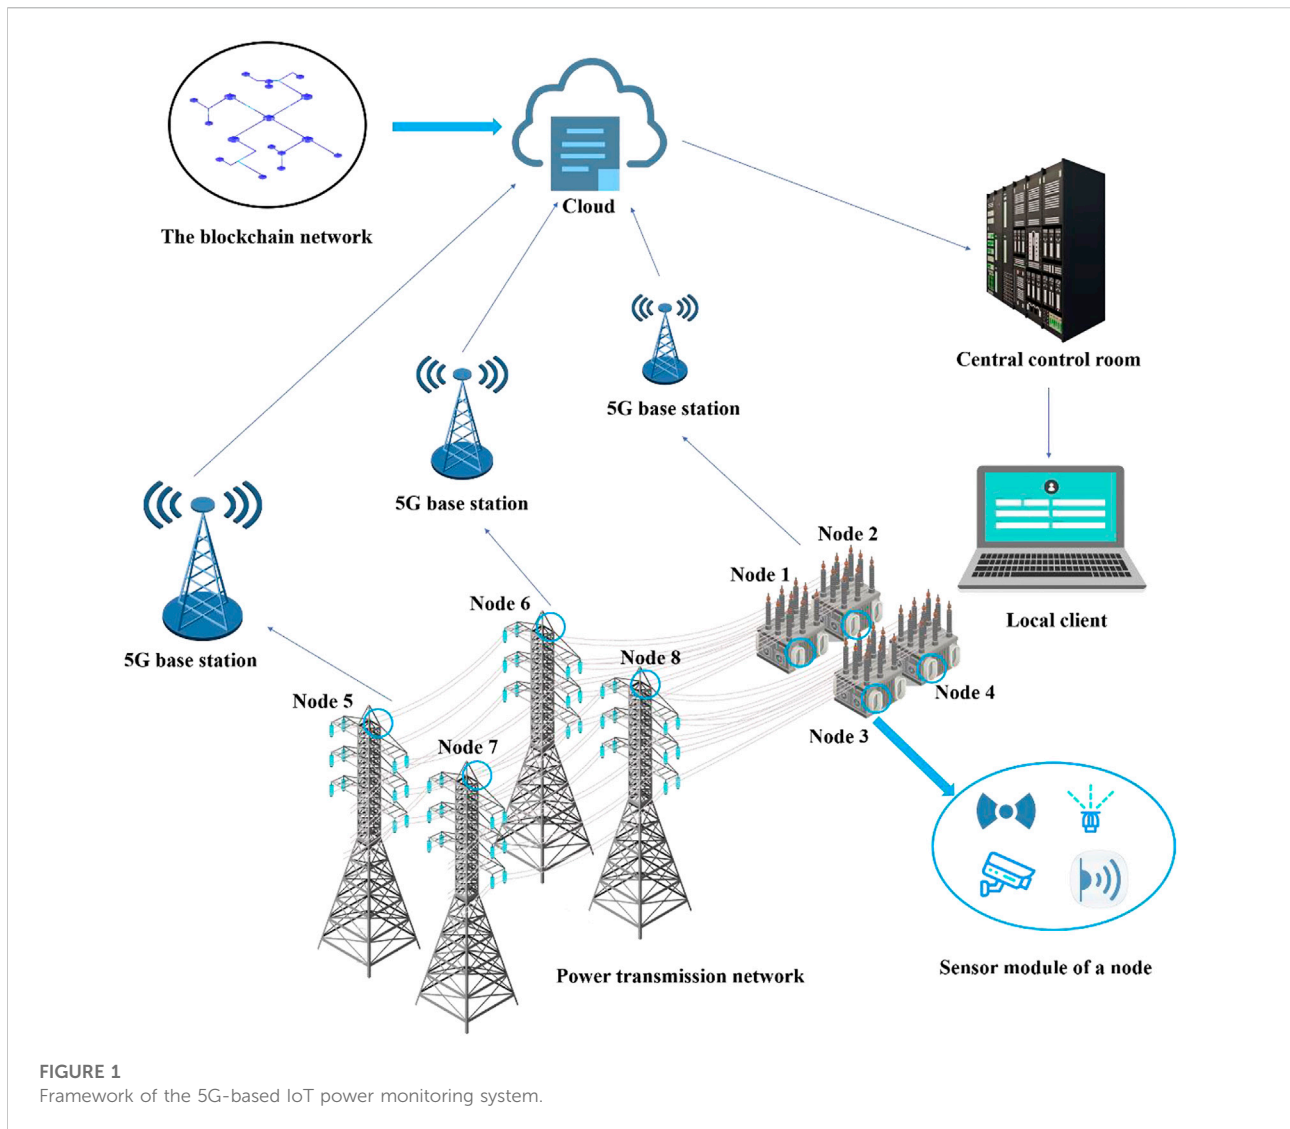 Cloud
The blockchain network
Central control room
5G base station
5G base station
5G base station
Node 2
Node 1
Local client
Node 6
Node 8
Node 5
Node 4
Node 3
Node 7
Sensor module of a node
Power transmission network
FIGURE 1
Framework of the 5G-based IoT power monitoring system.